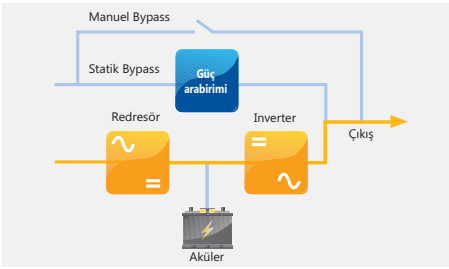 Manuel Bypass
Statik Bypass
Güç
arabirimi
Redresör
Inverter
Çıkış
Aküler